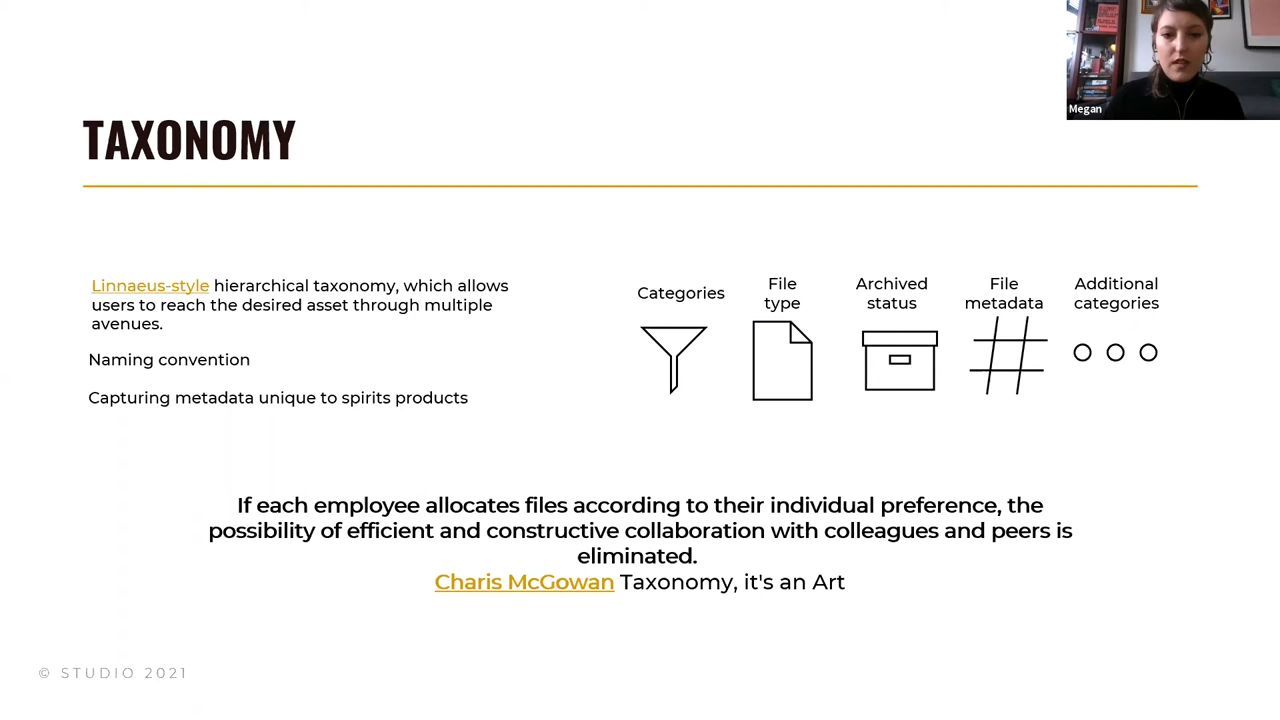 Megan
TAXONOMY
Linnaeus-style hierarchical taxonomy, which allows
users to reach the desired asset through multiple
avenues.
Naming convention
Capturing metadata unique to spirits products
Categories
File
type
Archived
status
File
metadata
Additional
categories
If each employee allocates files according to their individual preference, the
possibility of efficient and constructive collaboration with colleagues and peers is
eliminated.
Charis McGowan Taxonomy, it's an Art
© STUDIO 2021